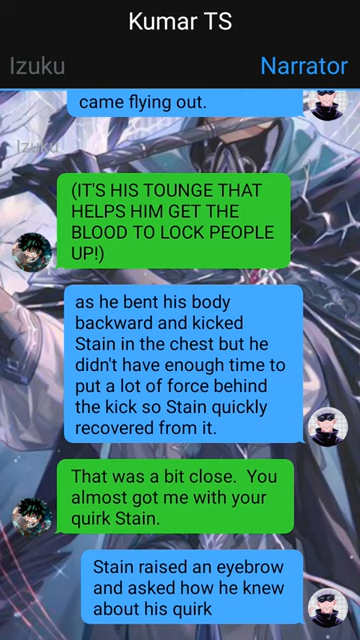 Kumar TS
Izuku
Narrator
came flying out.
Izuku
(IT'S HIS TOUNGE THAT
HELPS HIM GET THE
BLOOD TO LOCK PEOPLE
UP!)
as he bent his body
backward and kicked
Stain in the chest but he
didn't have enough time to
put a lot of force behind
the kick so Stain quickly
recovered from it.
That was a bit close.  You
almost got me with your
quirk Stain.
Stain raised an eyebrow
and asked how he knew
about his quirk